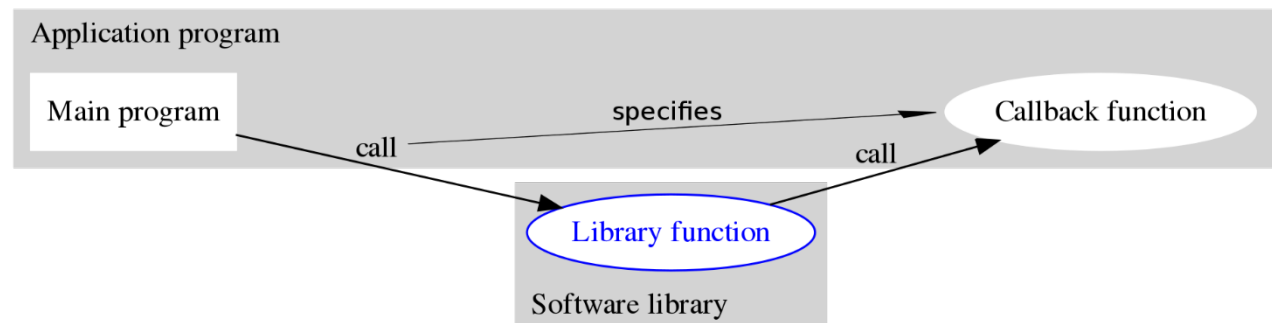 Application program
Main program
specifies
Callback function
call
call
Library function
Software library